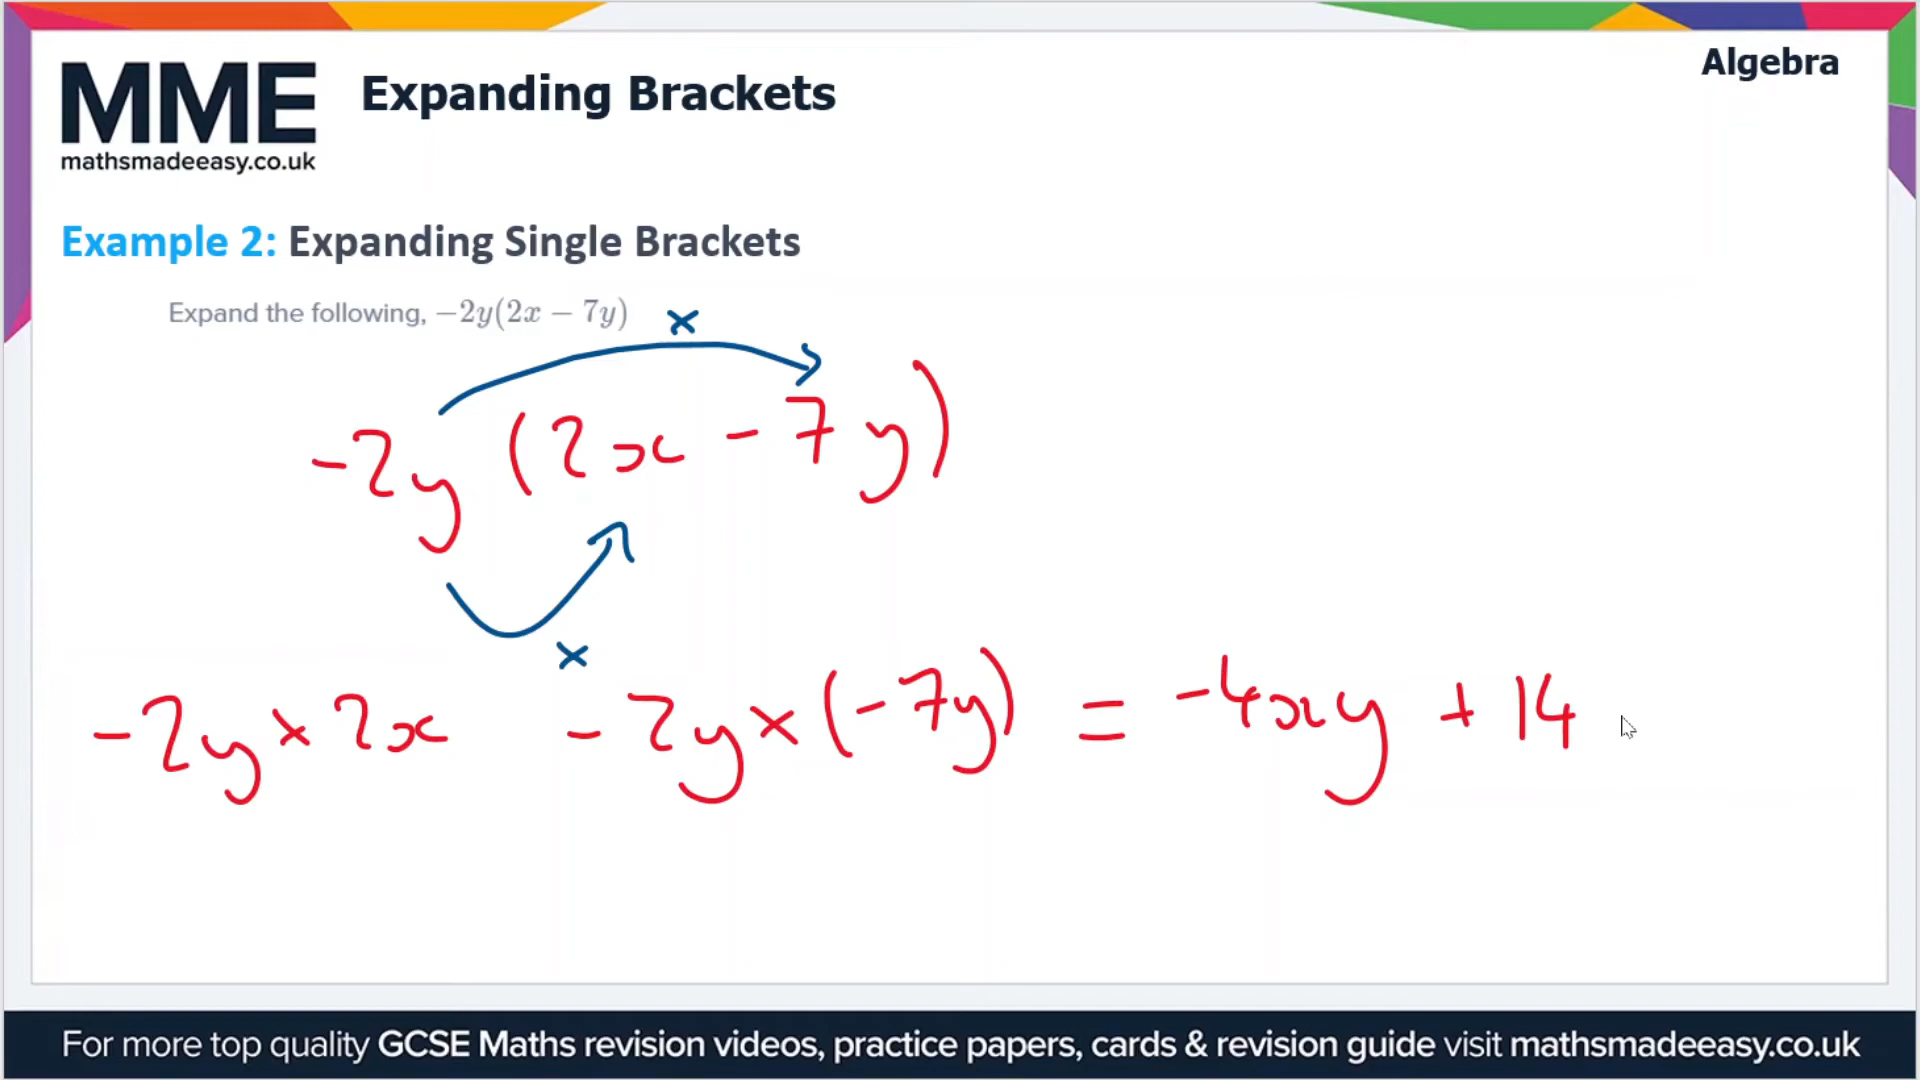 MME
mathsmadeeasy.co.uk
Expanding Brackets
Algebra
Example 2: Expanding Single Brackets
Expand the following, −2y(2x − 7y)
×
-2y (2x - 7y)
×
-2y × 2x - 2y × (-7y) = -4xy + 14
For more top quality GCSE Maths revision videos, practice papers, cards & revision guide visit mathsmadeeasy.co.uk